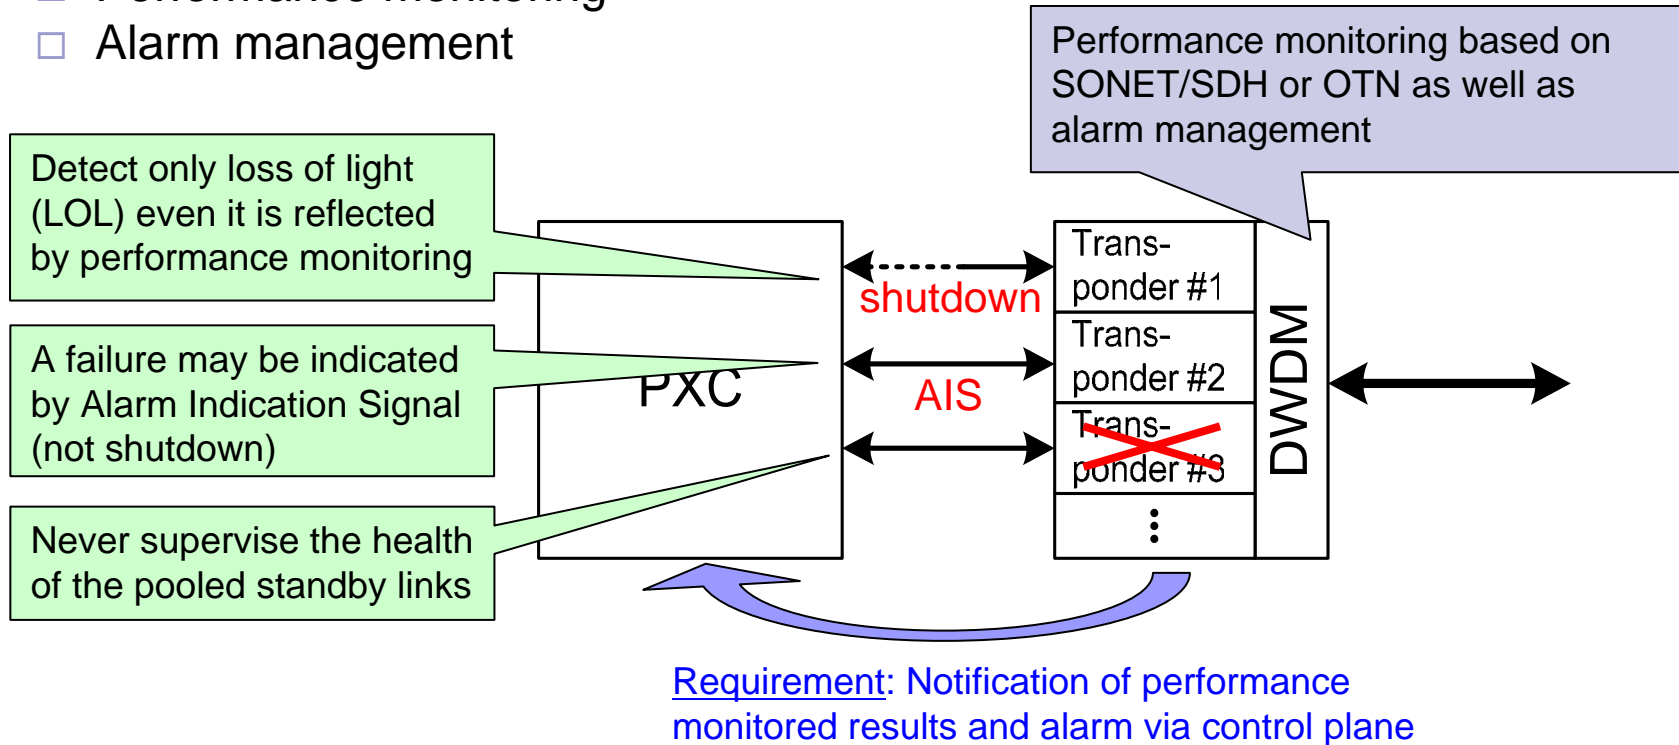 Performance monitoring
Alarm management
Performance monitoring based on
SONET/SDH or OTN as well as
alarm management
Detect only loss of light
(LOL) even it is reflected
by performance monitoring
A failure may be indicated
by Alarm Indication Signal
(not shutdown)
Never supervise the health
of the pooled standby links
PXC
shutdown
AIS
Trans-
ponder #1
Trans-
ponder #2
Trans-
ponder #3
DWDM
Requirement: Notification of performance
monitored results and alarm via control plane